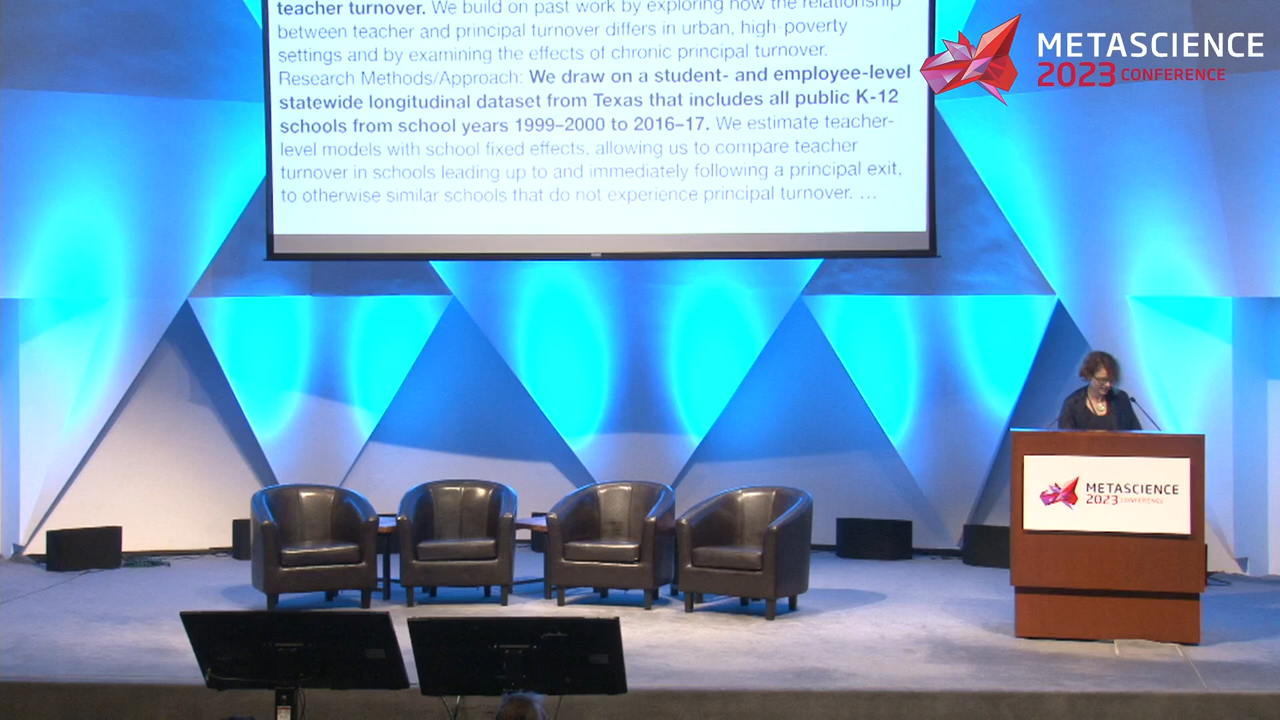 teacher turnover. We build on past work by exploring how the relationship
between teacher and principal turnover differs in urban, high-poverty
settings and by examining the effects of chronic principal turnover.
Research Methods/Approach: We draw on a student- and employee-level
statewide longitudinal dataset from Texas that includes all public K-12
schools from school years 1999–2000 to 2016–17. We estimate teacher-
level models with school fixed effects, allowing us to compare teacher
turnover in schools leading up to and immediately following a principal exit,
to otherwise similar schools that do not experience principal turnover. …
METASCIENCE
2023 CONFERENCE
METASCIENCE
2023 CONFERENCE